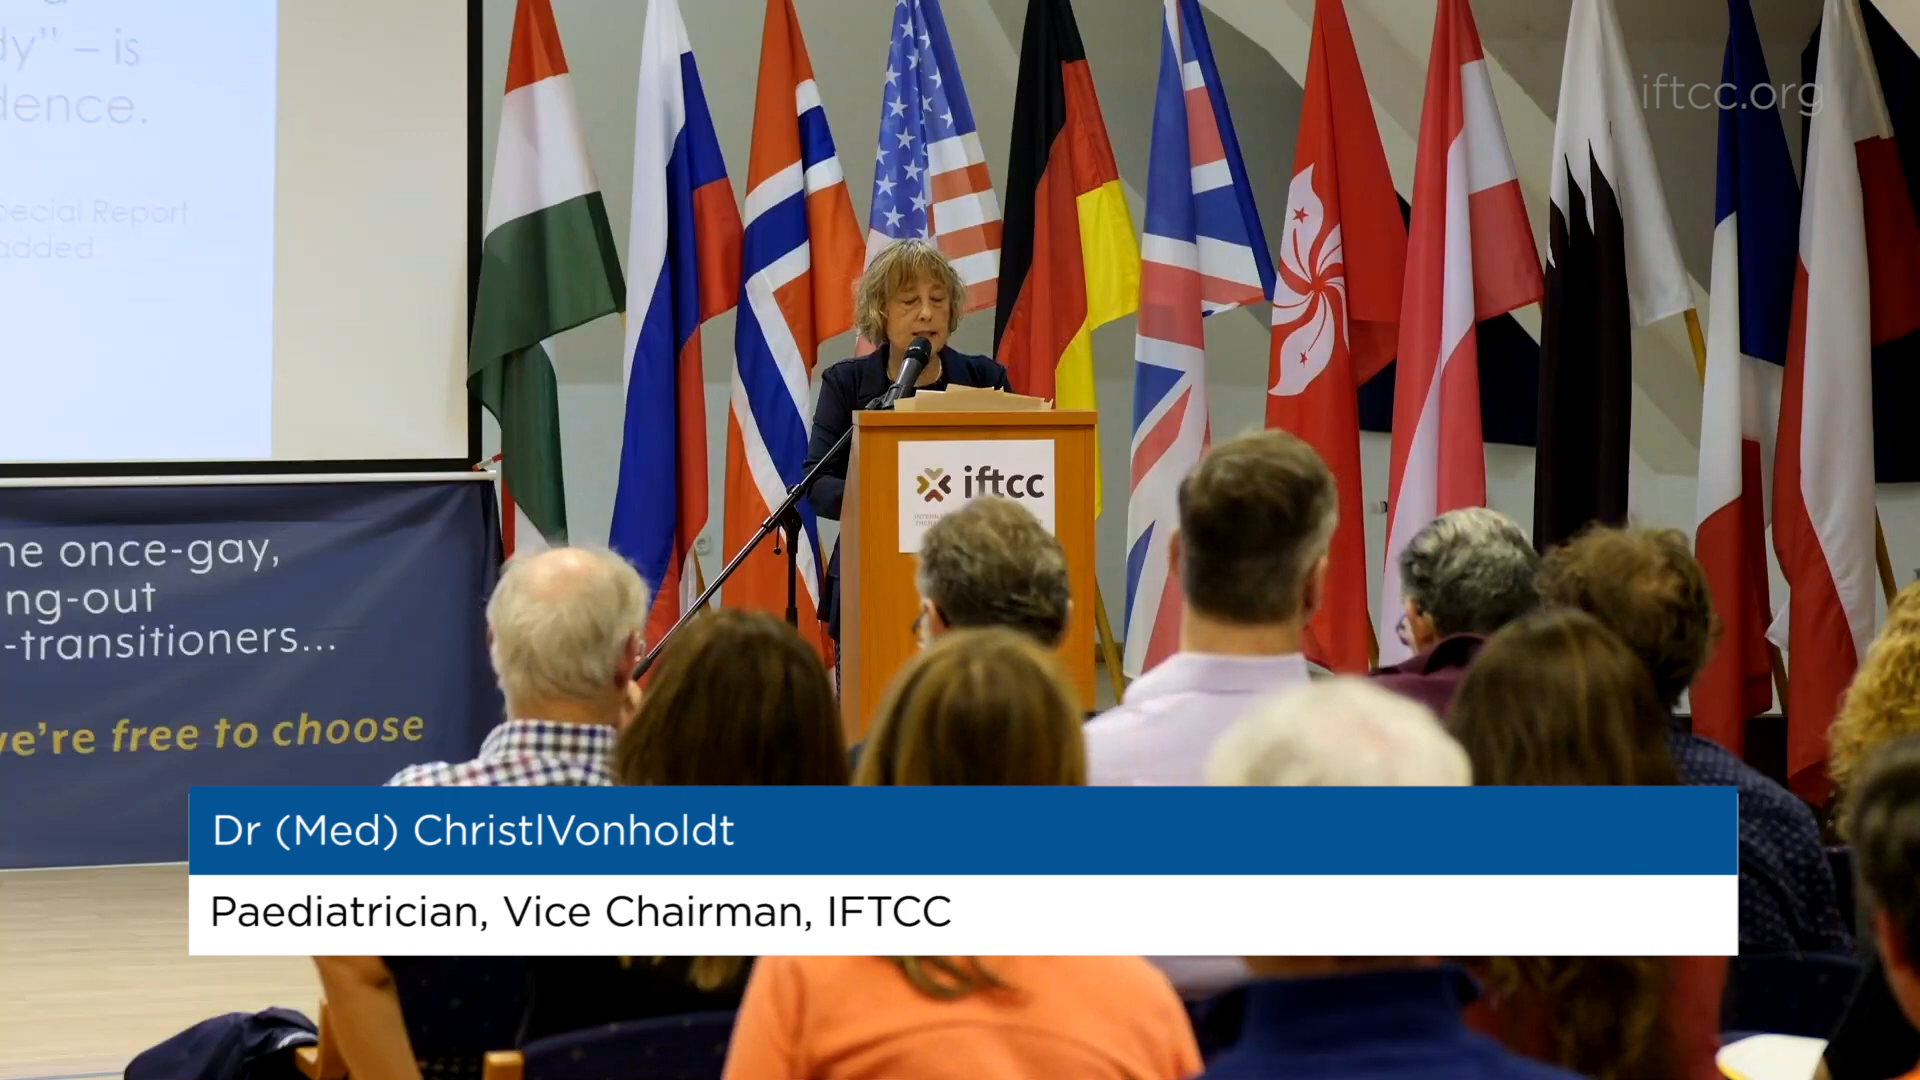 dy" – is
dence.
pecial Report
added.
iftcc.org
iftcc
he once-gay,
ng-out
-transitioners...
we're free to choose
Dr (Med) ChristlVonholdt
Paediatrician, Vice Chairman, IFTCC